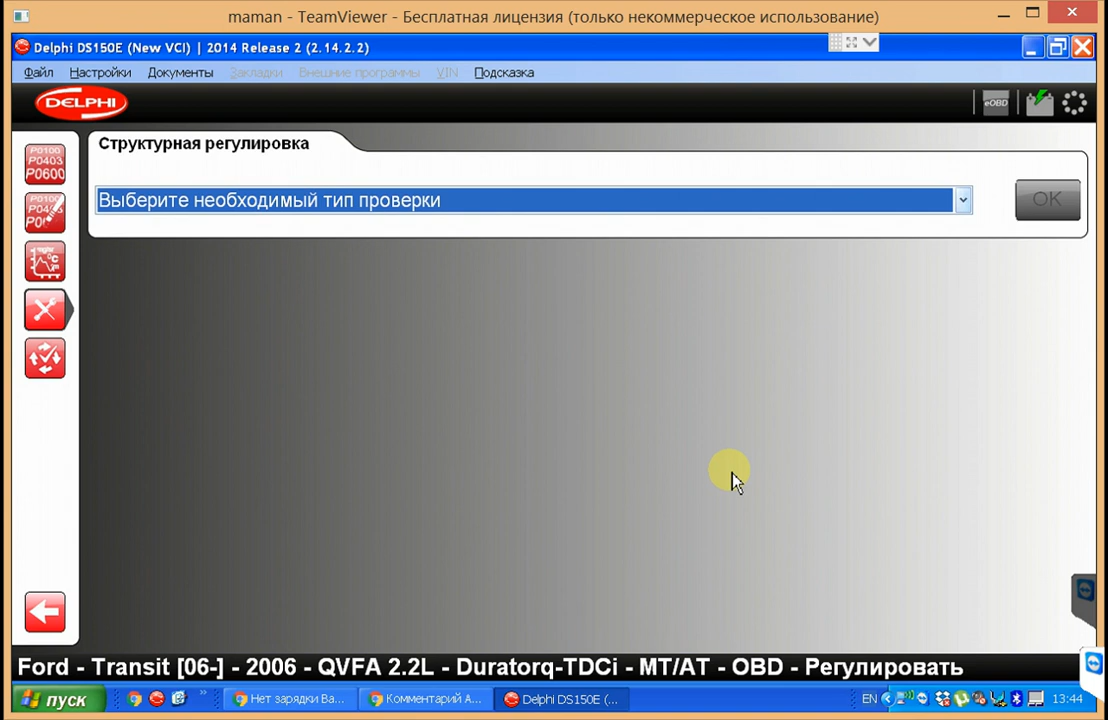 maman - TeamViewer - Бесплатная лицензия (только некоммерческое использование)
Delphi DS150E (New VCI) | 2014 Release 2 (2.14.2.2)
Файл Настройки Документы Закладки Внешние программы VIN Подсказка
DELPHI
eOBD
Структурная регулировка
P0100
P0403
P0600
Выберите необходимый тип проверки
OK
Ford - Transit [06-] - 2006 - QVFA 2.2L - Duratorq-TDCi - MT/AT - OBD - Регулировать
пуск
Нет зарядки Ва...
Комментарий А...
Delphi DS150E (...
EN
13:44